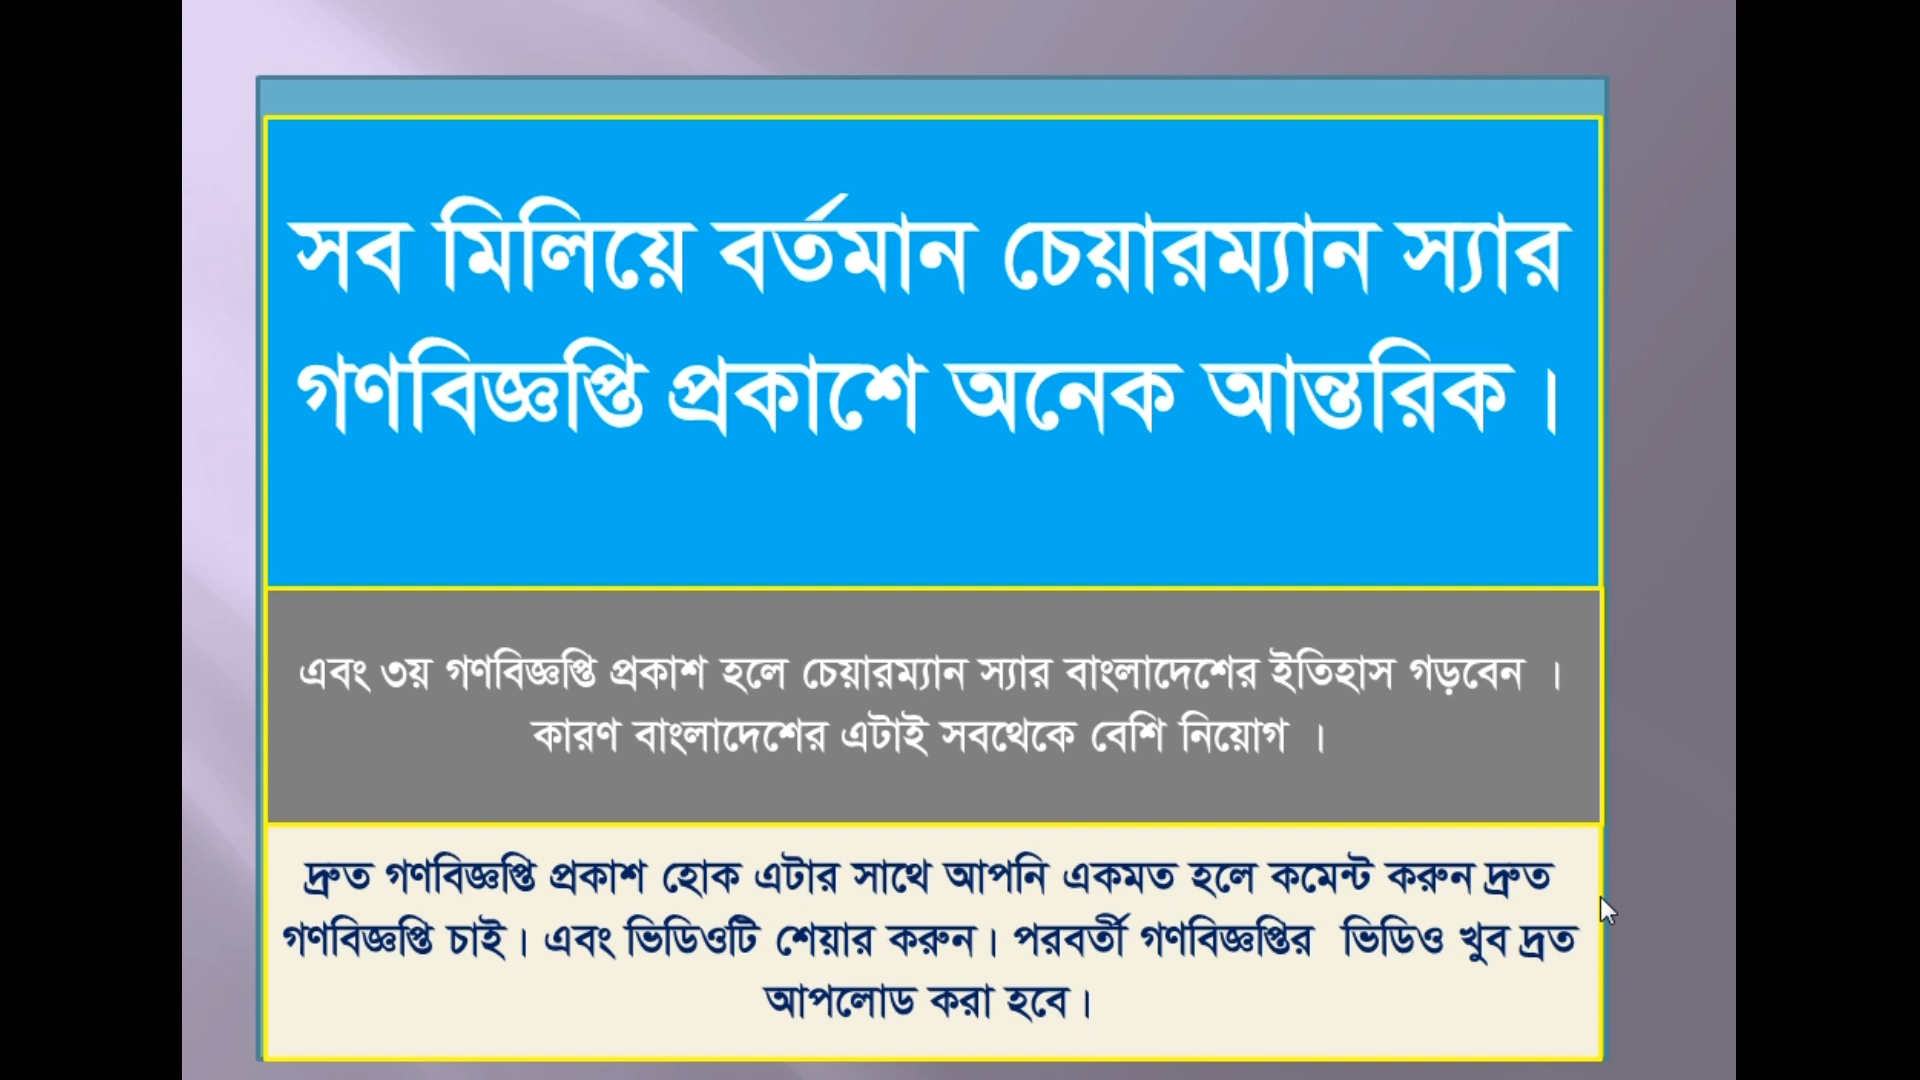 সব মিলিয়ে বর্তমান চেয়ারম্যান স্যার
গণবিজ্ঞপ্তি প্রকাশে অনেক আন্তরিক ।
এবং ৩য় গণবিজ্ঞপ্তি প্রকাশ হলে চেয়ারম্যান স্যার বাংলাদেশের ইতিহাস গড়বেন ।
কারণ বাংলাদেশের এটাই সবথেকে বেশি নিয়োগ ।
দ্রুত গণবিজ্ঞপ্তি প্রকাশ হোক এটার সাথে আপনি একমত হলে কমেন্ট করুন দ্রুত
গণবিজ্ঞপ্তি চাই। এবং ভিডিওটি শেয়ার করুন। পরবর্তী গণবিজ্ঞপ্তির ভিডিও খুব দ্রত
আপলোড করা হবে।